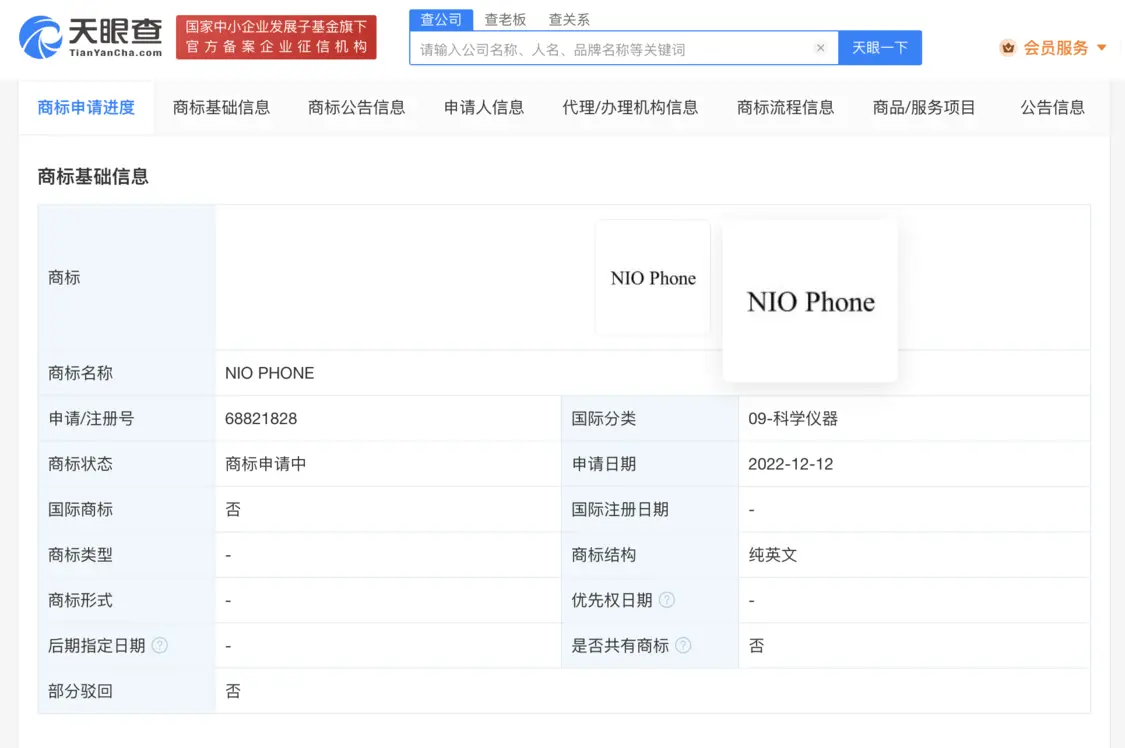 天眼查
TianYanCha.com
国家中小企业发展子基金旗下
官方备案企业征信机构
查公司 查老板 查关系
请输入公司名称、人名、品牌名称等关键词 × 天眼一下
会员服务
商标申请进度 商标基础信息 商标公告信息 申请人信息 代理/办理机构信息 商标流程信息 商品/服务项目 公告信息
商标基础信息
商标 NIO Phone NIO Phone
商标名称 NIO PHONE
申请/注册号 68821828 国际分类 09-科学仪器
商标状态 商标申请中 申请日期 2022-12-12
国际商标 否 国际注册日期 -
商标类型 - 商标结构 纯英文
商标形式 - 优先权日期 ? -
后期指定日期 ? - 是否共有商标 ? 否
部分驳回 否